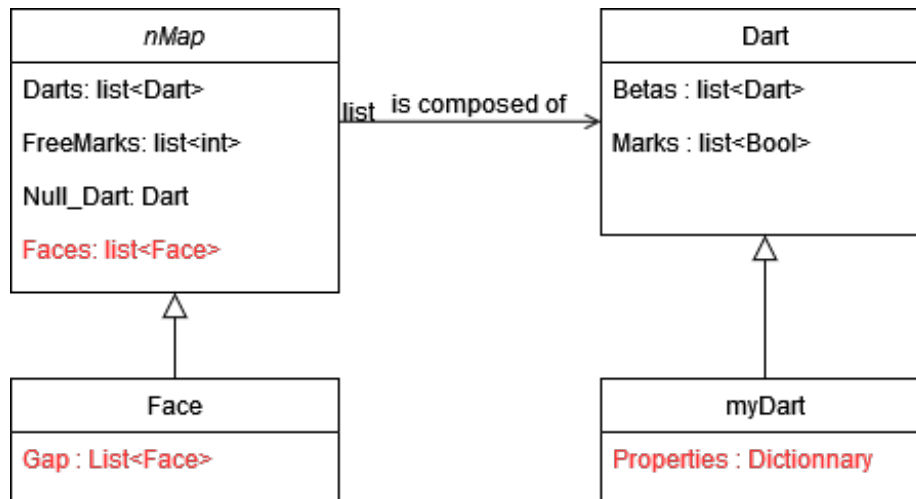 nMap
Darts: list<Dart>
FreeMarks: list<int>
Null_Dart: Dart
Faces: list<Face>
list is composed of
Dart
Betas : list<Dart>
Marks : list<Bool>
Face
Gap : List<Face>
myDart
Properties : Dictionnary